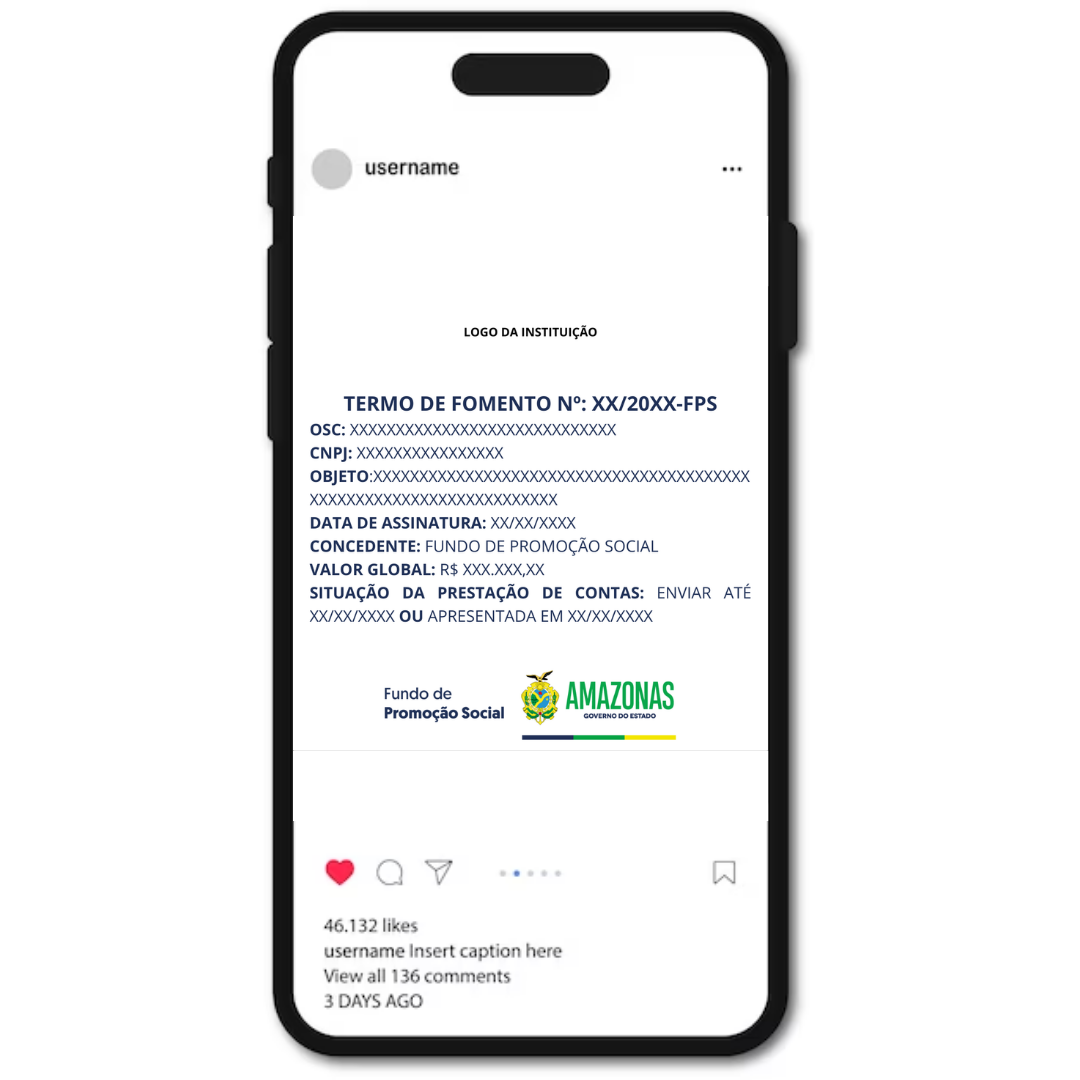 username
LOGO DA INSTITUIÇÃO
TERMO DE FOMENTO Nº: XX/20XX-FPS
OSC: XXXXXXXXXXXXXXXXXXXXXXXXXXXXX
CNPJ: XXXXXXXXXXXXXXXX
OBJETO:XXXXXXXXXXXXXXXXXXXXXXXXXXXXXXXXXXXXXXXXX
XXXXXXXXXXXXXXXXXXXXXXXXXXX
DATA DE ASSINATURA: XX/XX/XXXX
CONCEDENTE: FUNDO DE PROMOÇÃO SOCIAL
VALOR GLOBAL: R$ XXX.XXX,XX
SITUAÇÃO DA PRESTAÇÃO DE CONTAS: ENVIAR ATÉ
XX/XX/XXXX OU APRESENTADA EM XX/XX/XXXX
Fundo de
Promoção Social
AMAZONAS
GOVERNO DO ESTADO
46.132 likes
username Insert caption here
View all 136 comments
3 DAYS AGO